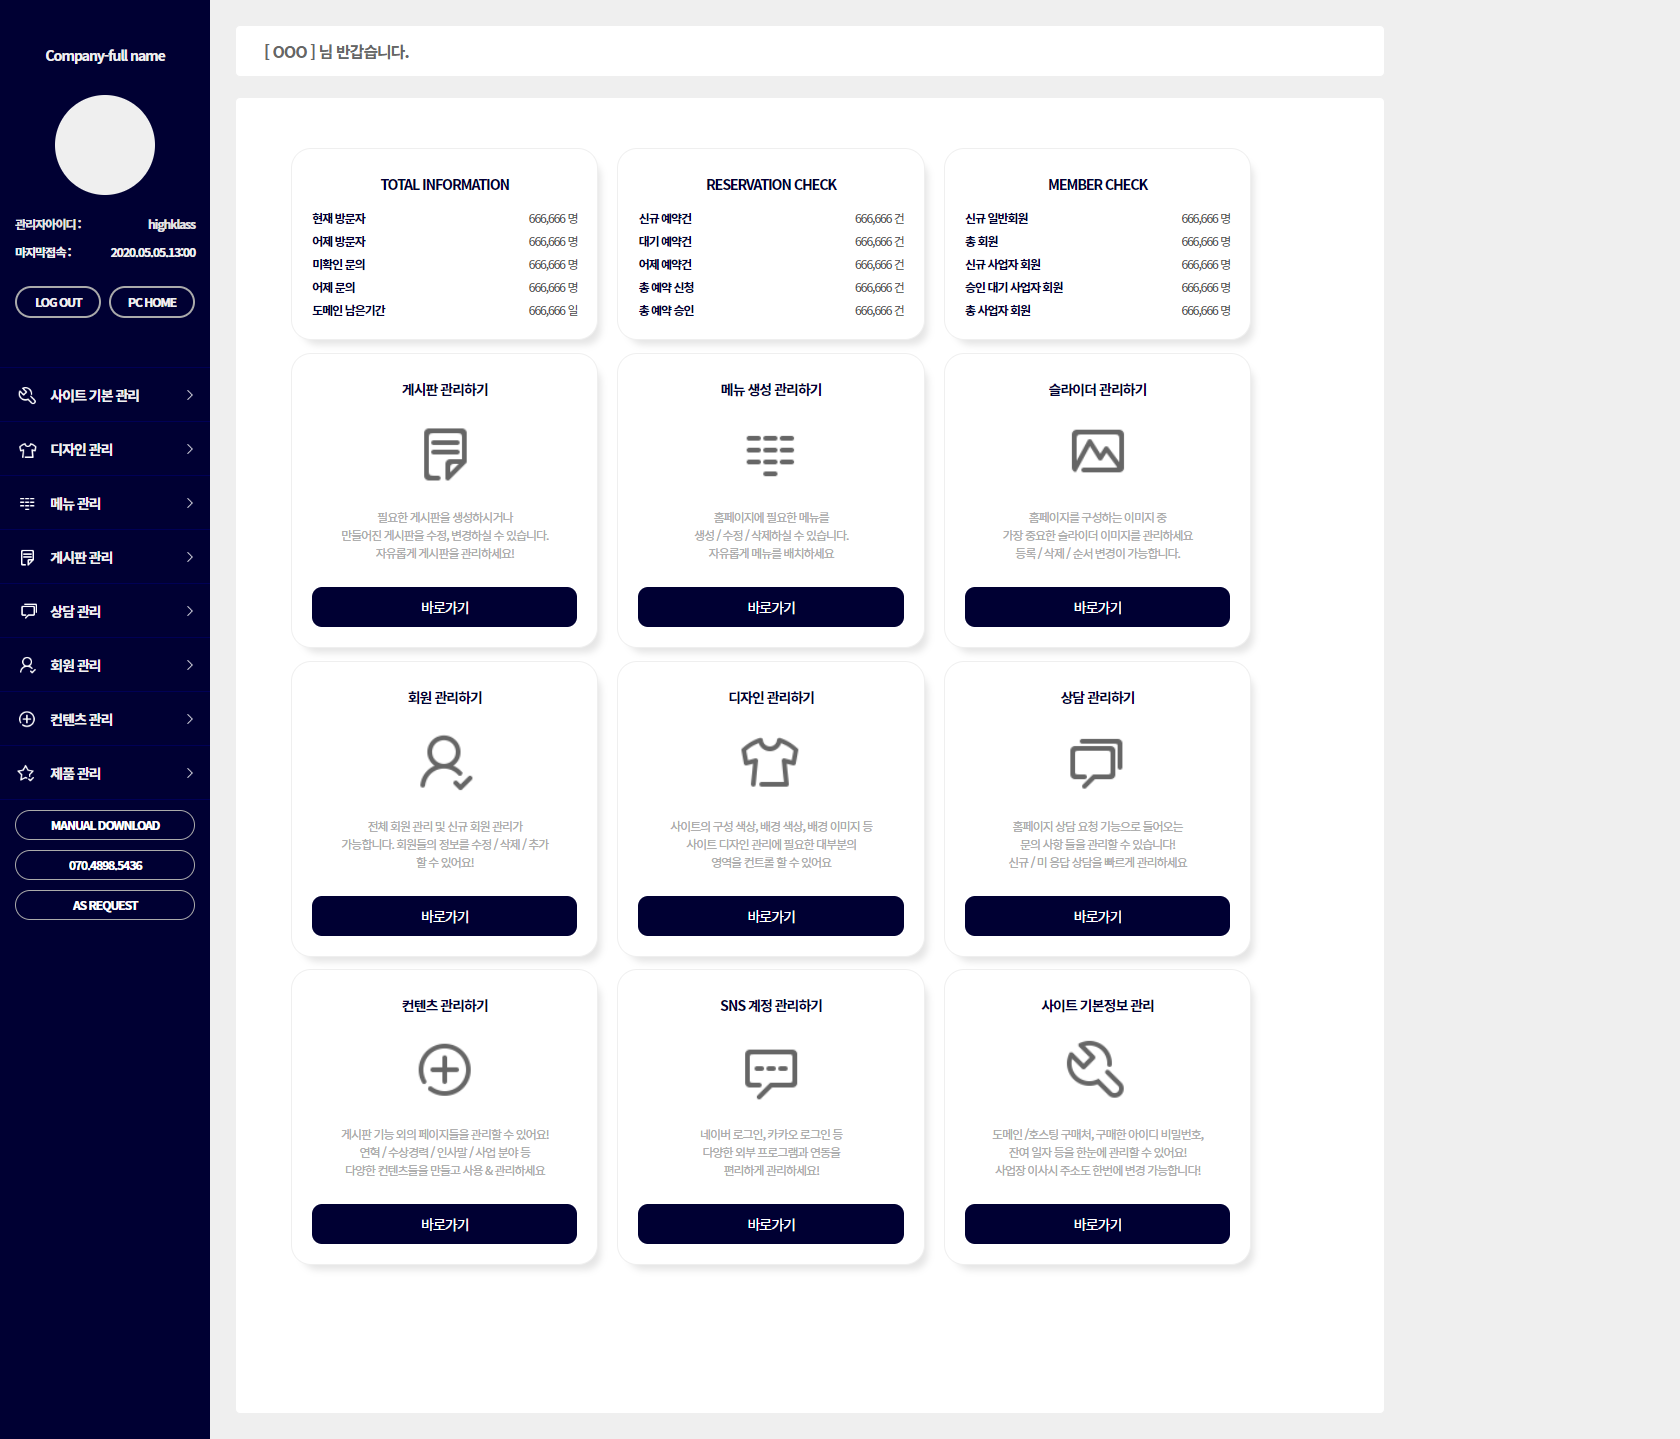 Company-full name
관리자아이디 : highklass
마지막접속 : 2020.05.05.13:00
LOG OUT
PC HOME
사이트 기본 관리
디자인 관리
메뉴 관리
게시판 관리
상담 관리
회원 관리
컨텐츠 관리
제품 관리
MANUAL DOWNLOAD
070.4898.5436
AS REQUEST
[ OOO ] 님 반갑습니다.
TOTAL INFORMATION
현재 방문자 666,666 명
어제 방문자 666,666 명
미확인 문의 666,666 명
어제 문의 666,666 명
도메인 남은기간 666,666 일
RESERVATION CHECK
신규 예약건 666,666 건
대기 예약건 666,666 건
어제 예약건 666,666 건
총 예약 신청 666,666 건
총 예약 승인 666,666 건
MEMBER CHECK
신규 일반회원 666,666 명
총 회원 666,666 명
신규 사업자 회원 666,666 명
승인 대기 사업자 회원 666,666 명
총 사업자 회원 666,666 명
게시판 관리하기
필요한 게시판을 생성하시거나
만들어진 게시판을 수정, 변경하실 수 있습니다.
자유롭게 게시판을 관리하세요!
바로가기
메뉴 생성 관리하기
홈페이지에 필요한 메뉴를
생성 / 수정 / 삭제하실 수 있습니다.
자유롭게 메뉴를 배치하세요
바로가기
슬라이더 관리하기
홈페이지를 구성하는 이미지 중
가장 중요한 슬라이더 이미지를 관리하세요
등록 / 삭제 / 순서 변경이 가능합니다.
바로가기
회원 관리하기
전체 회원 관리 및 신규 회원 관리가
가능합니다. 회원들의 정보를 수정 / 삭제 / 추가
할 수 있어요!
바로가기
디자인 관리하기
사이트의 구성 색상, 배경 색상, 배경 이미지 등
사이트 디자인 관리에 필요한 대부분의
영역을 컨트롤 할 수 있어요
바로가기
상담 관리하기
홈페이지 상담 요청 기능으로 들어오는
문의 사항 들을 관리할 수 있습니다!
신규 / 미 응답 상담을 빠르게 관리하세요
바로가기
컨텐츠 관리하기
게시판 기능 외의 페이지들을 관리할 수 있어요!
연혁 / 수상경력 / 인사말 / 사업 분야 등
다양한 컨텐츠들을 만들고 사용 & 관리하세요
바로가기
SNS 계정 관리하기
네이버 로그인, 카카오 로그인 등
다양한 외부 프로그램과 연동을
편리하게 관리하세요!
바로가기
사이트 기본정보 관리
도메인 /호스팅 구매처, 구매한 아이디 비밀번호,
잔여 일자 등을 한눈에 관리할 수 있어요!
사업장 이사시 주소도 한번에 변경 가능합니다!
바로가기